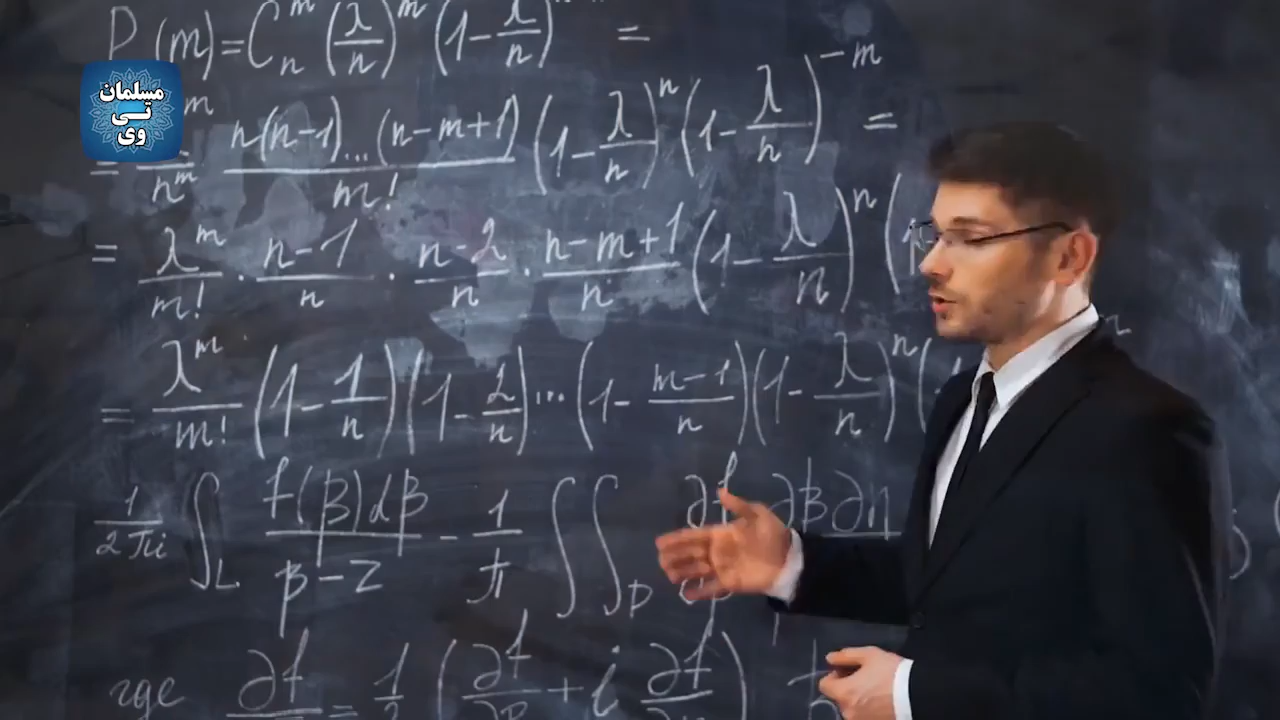 مسلمان
تی
وی
P(m)=C_n^m (λ/n)^m (1-λ/n) =
= n^m n(n-1)...(n-m+1)/m! (1-λ/n)^n (1-λ/n)^{-m} =
= λ^m/m! · n-1/n · n-2/n · n-m+1/n (1-λ/n)^n (
= λ^m/m! (1-1/n)(1-2/n)...(1-m-1/n)(1-λ/n)^n (
1/2πi ∫_L f(β)dβ/β-z - 1/π ∫∫_D ∂f ∂β∂η
где ∂f = 1/2 (∂f + i ∂f)